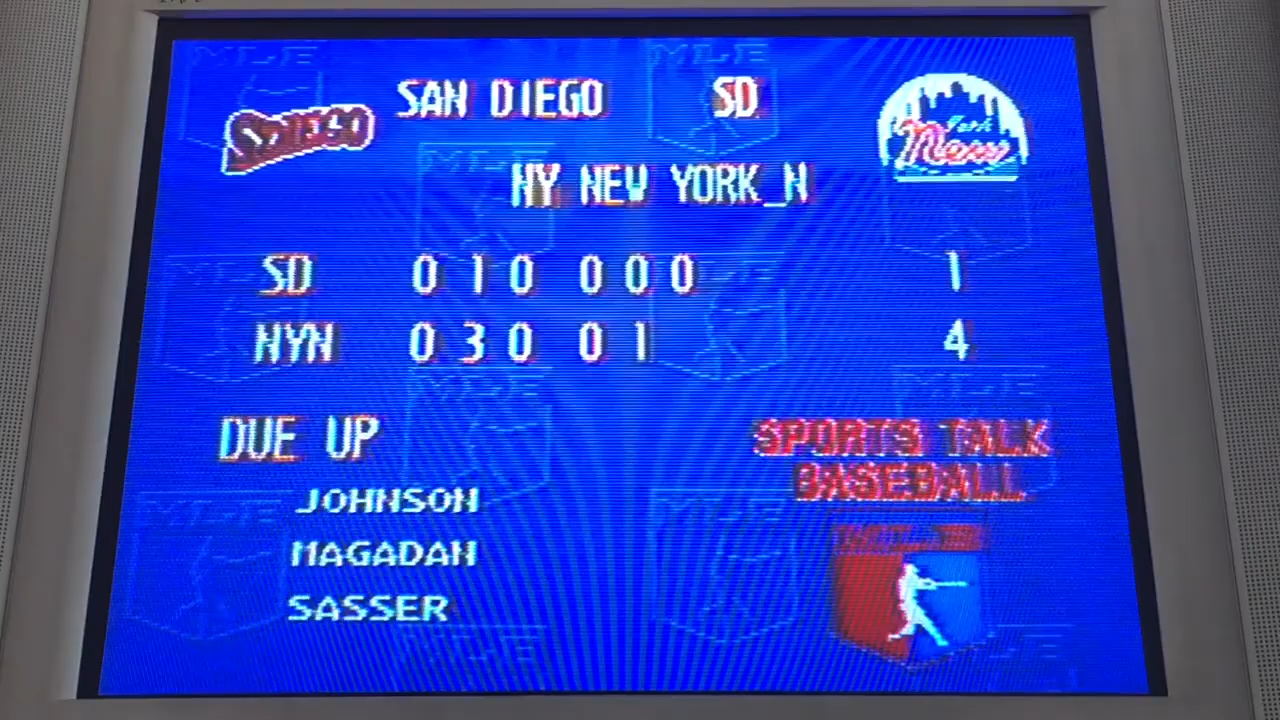 SAN DIEGO SD
NY NEW YORK_N
SD 0 1 0 0 0 0 1
NYN 0 3 0 0 1 4
DUE UP
JOHNSON
MAGADAN
SASSER
SPORTS TALK
BASEBALL
MLE